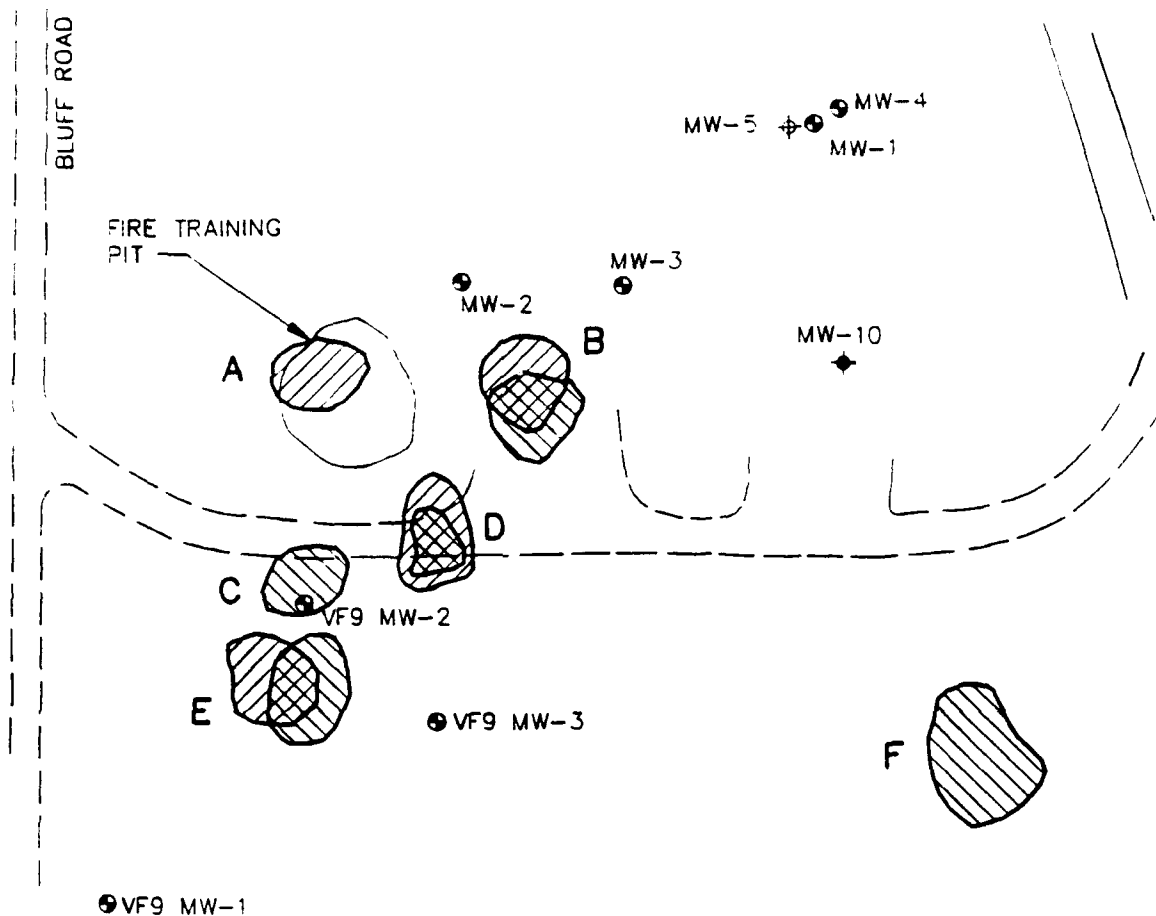 BLUFF ROAD
MW-4
MW-5
MW-1
FIRE TRAINING
PIT
MW-3
MW-2
MW-10
B
A
D
C
VF9 MW-2
E
VF9 MW-3
F
VF9 MW-1